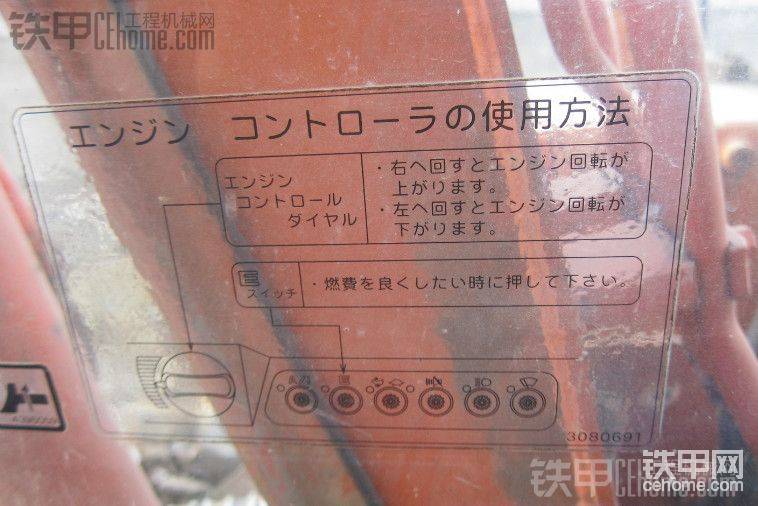 铁甲 工程机械网
CEhome.com
エンジン コントローラの使用方法
エンジン
コントロール
ダイヤル
・右へ回すとエンジン回転が
上がります。
・左へ回すとエンジン回転が
下がります。
E
スイッチ
・燃費を良くしたい時に押して下さい。
A/I
E
3080691
铁甲网
cehome.com
铁甲 CEhome.com